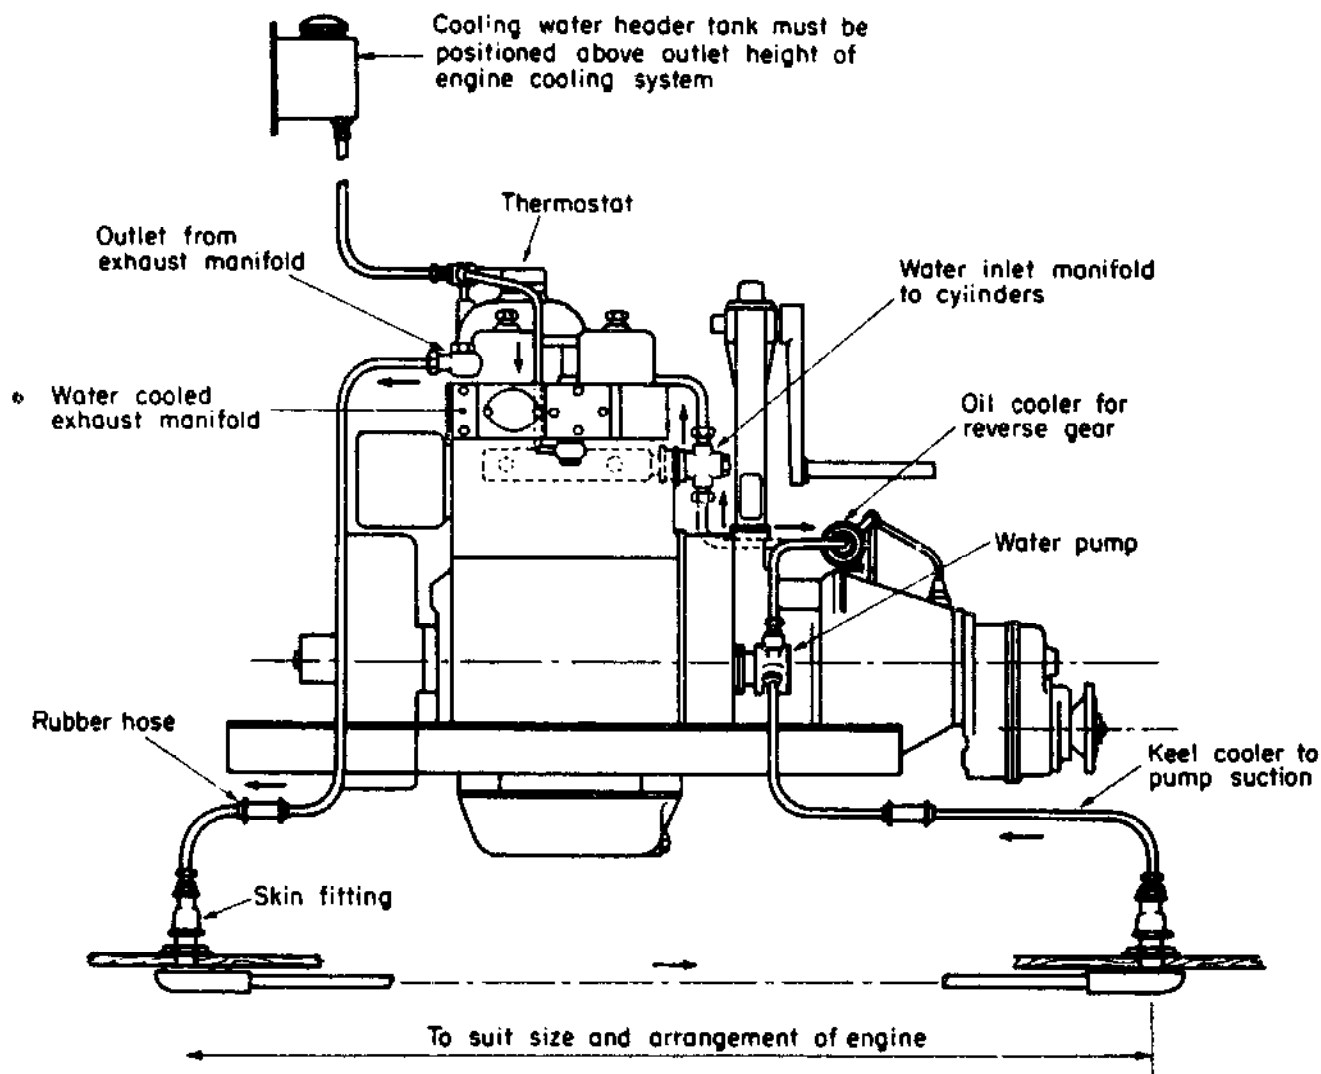 Cooling water header tank must be
positioned above outlet height of
engine cooling system
Thermostat
Outlet from
exhaust manifold
Water inlet manifold
to cylinders
Water cooled
exhaust manifold
Oil cooler for
reverse gear
Water pump
Rubber hose
Keel cooler to
pump suction
Skin fitting
To suit size and arrangement of engine